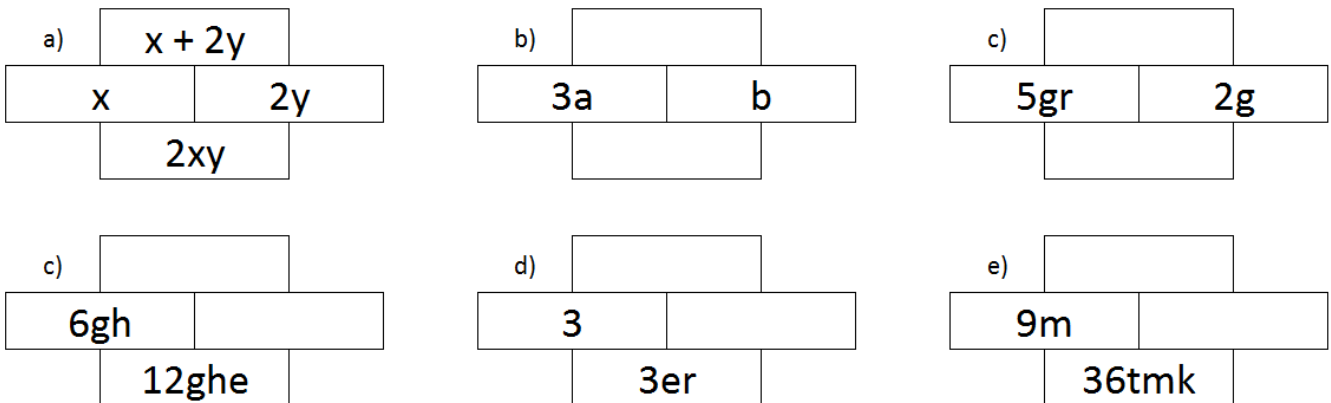 a) x + 2y
x 2y
2xy
b)
3a b
c)
5gr 2g
c)
6gh
12ghe
d)
3
3er
e)
9m
36tmk